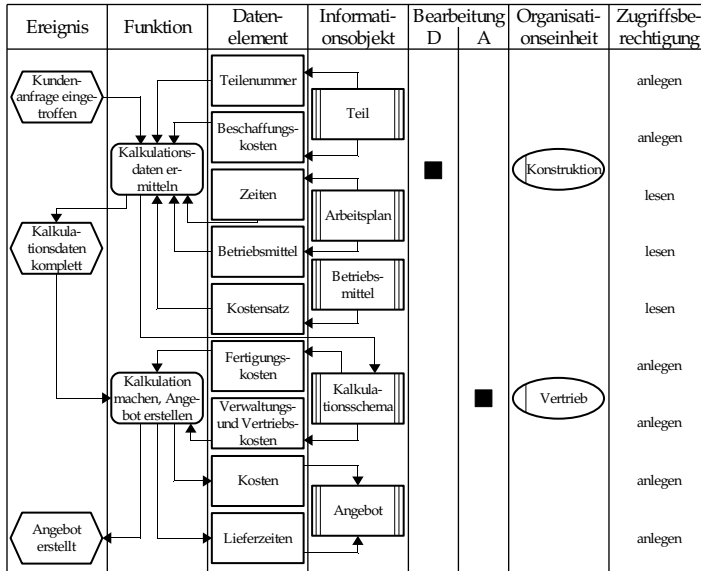 Ereignis
Funktion
Daten-
element
Informati-
onsobjekt
Bearbeitung
D
A
Organisati-
onseinheit
Zugriffsbe-
rechtigung
Kunden-
anfrage einge-
troffen
Teilenummer
Teil
anlegen
Beschaffungs-
kosten
anlegen
Kalkulations-
daten er-
mitteln
Konstruktion
Zeiten
lesen
Arbeitsplan
Kalkula-
tionsdaten
komplett
Betriebsmittel
lesen
Betriebs-
mittel
Kostensatz
lesen
Fertigungs-
kosten
anlegen
Kalkulation
machen, Ange-
bot erstellen
Kalkula-
tionsschema
Vertrieb
Verwaltungs-
und Vertriebs-
kosten
anlegen
Kosten
anlegen
Angebot
Angebot
erstellt
Lieferzeiten
anlegen